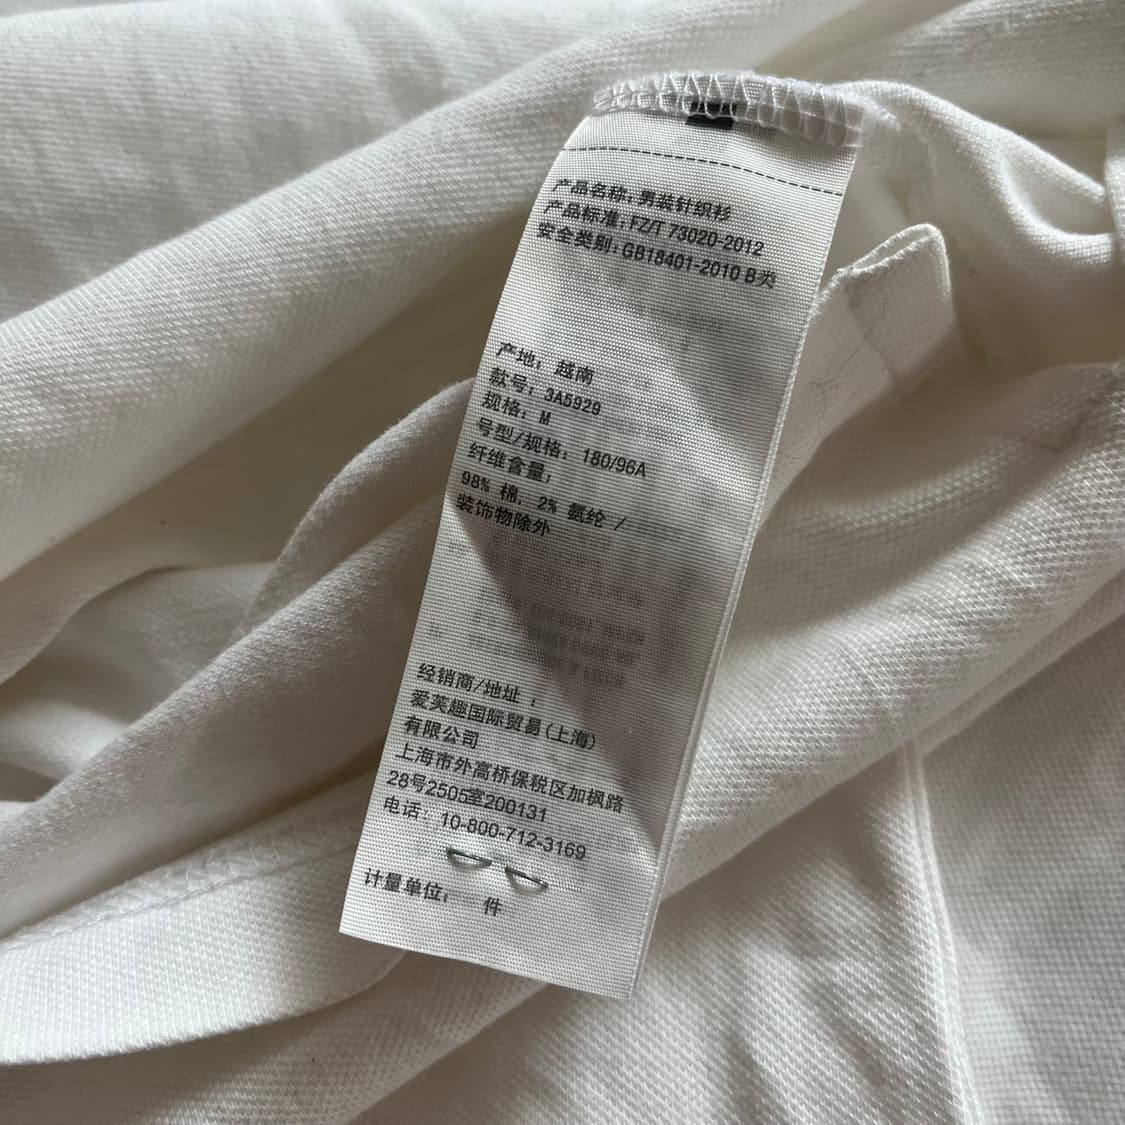 产品名称:男装针织衫
产品标准:FZ/T 73020-2012
安全类别:GB18401-2010 B类
产地:越南
款号:3A5929
规格:M
号型/规格:180/96A
纤维含量:
98% 棉, 2% 氨纶 /
装饰物除外
经销商/地址:
爱芙趣国际贸易(上海)
有限公司
上海市外高桥保税区加枫路
28号2505室200131
电话:10-800-712-3169
计量单位: 件